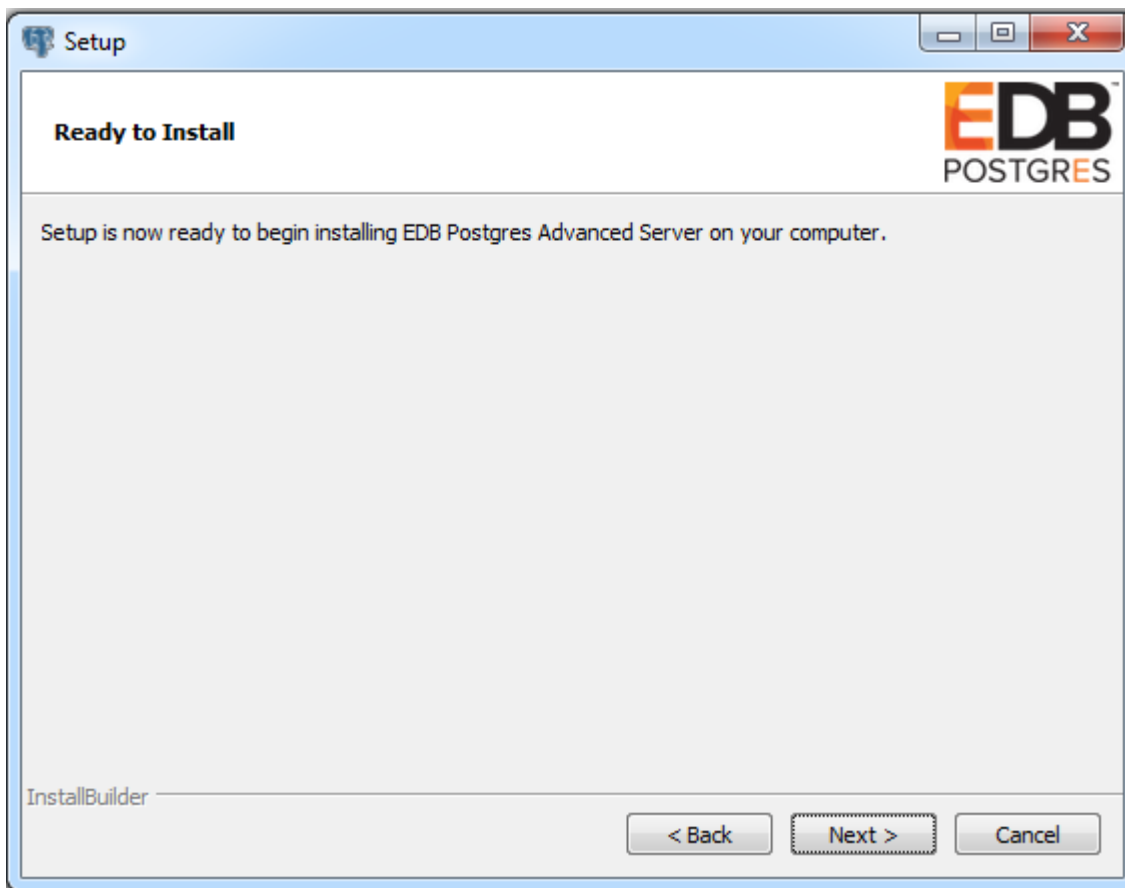 Setup
Ready to Install
EDB™
POSTGRES
Setup is now ready to begin installing EDB Postgres Advanced Server on your computer.
InstallBuilder
< Back
Next >
Cancel